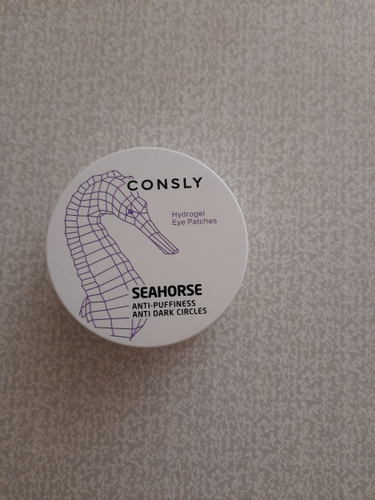 CONSLY
Hydrogel
Eye Patches
SEAHORSE
ANTI-PUFFINESS
ANTI DARK CIRCLES